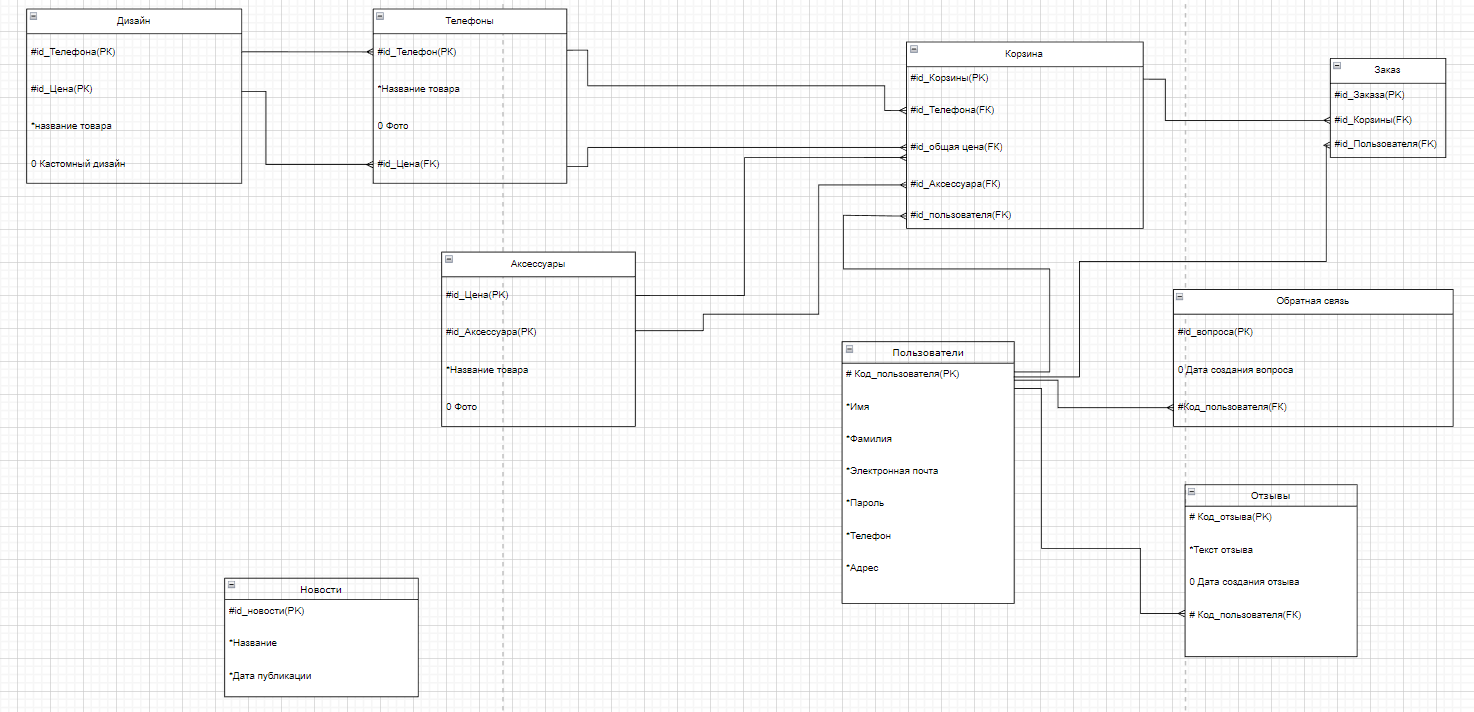 Дизайн
#id_Телефона(PK)
#id_Цена(PK)
*название товара
0 Кастомный дизайн
Телефоны
#id_Телефон(PK)
*Название товара
0 Фото
#id_Цена(FK)
Корзина
#id_Корзины(PK)
#id_Телефона(FK)
#id_общая цена(FK)
#id_Аксессуара(FK)
#id_пользователя(FK)
Заказ
#id_Заказа(PK)
#id_Корзины(FK)
#id_Пользователя(FK)
Аксессуары
#id_Цена(PK)
#id_Аксессуара(PK)
*Название товара
0 Фото
Пользователи
# Код_пользователя(PK)
*Имя
*Фамилия
*Электронная почта
*Пароль
*Телефон
*Адрес
Обратная связь
#id_вопроса(PK)
0 Дата создания вопроса
#Код_пользователя(FK)
Отзывы
# Код_отзыва(PK)
*Текст отзыва
0 Дата создания отзыва
# Код_пользователя(FK)
Новости
#id_новости(PK)
*Название
*Дата публикации